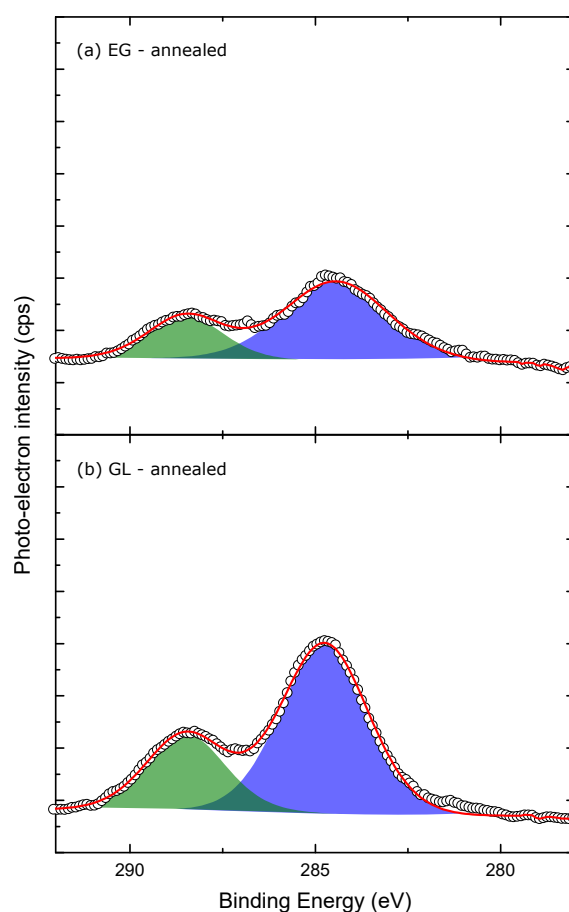 (a) EG - annealed
(b) GL - annealed
Photo-electron intensity (cps)
290
285
280
Binding Energy (eV)